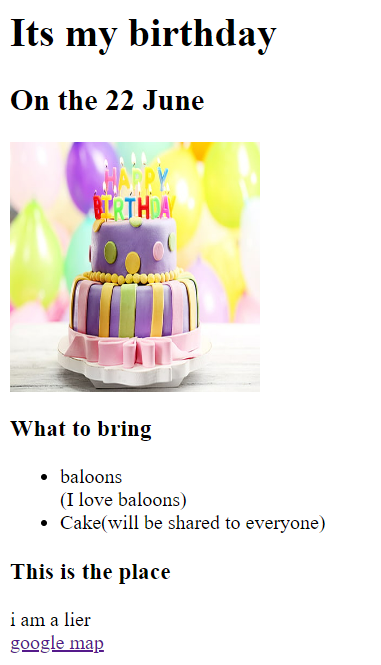 Its my birthday
On the 22 June
HAPPY
BIRTHDAY
What to bring
baloons
(I love baloons)
Cake(will be shared to everyone)
This is the place
i am a lier
google map